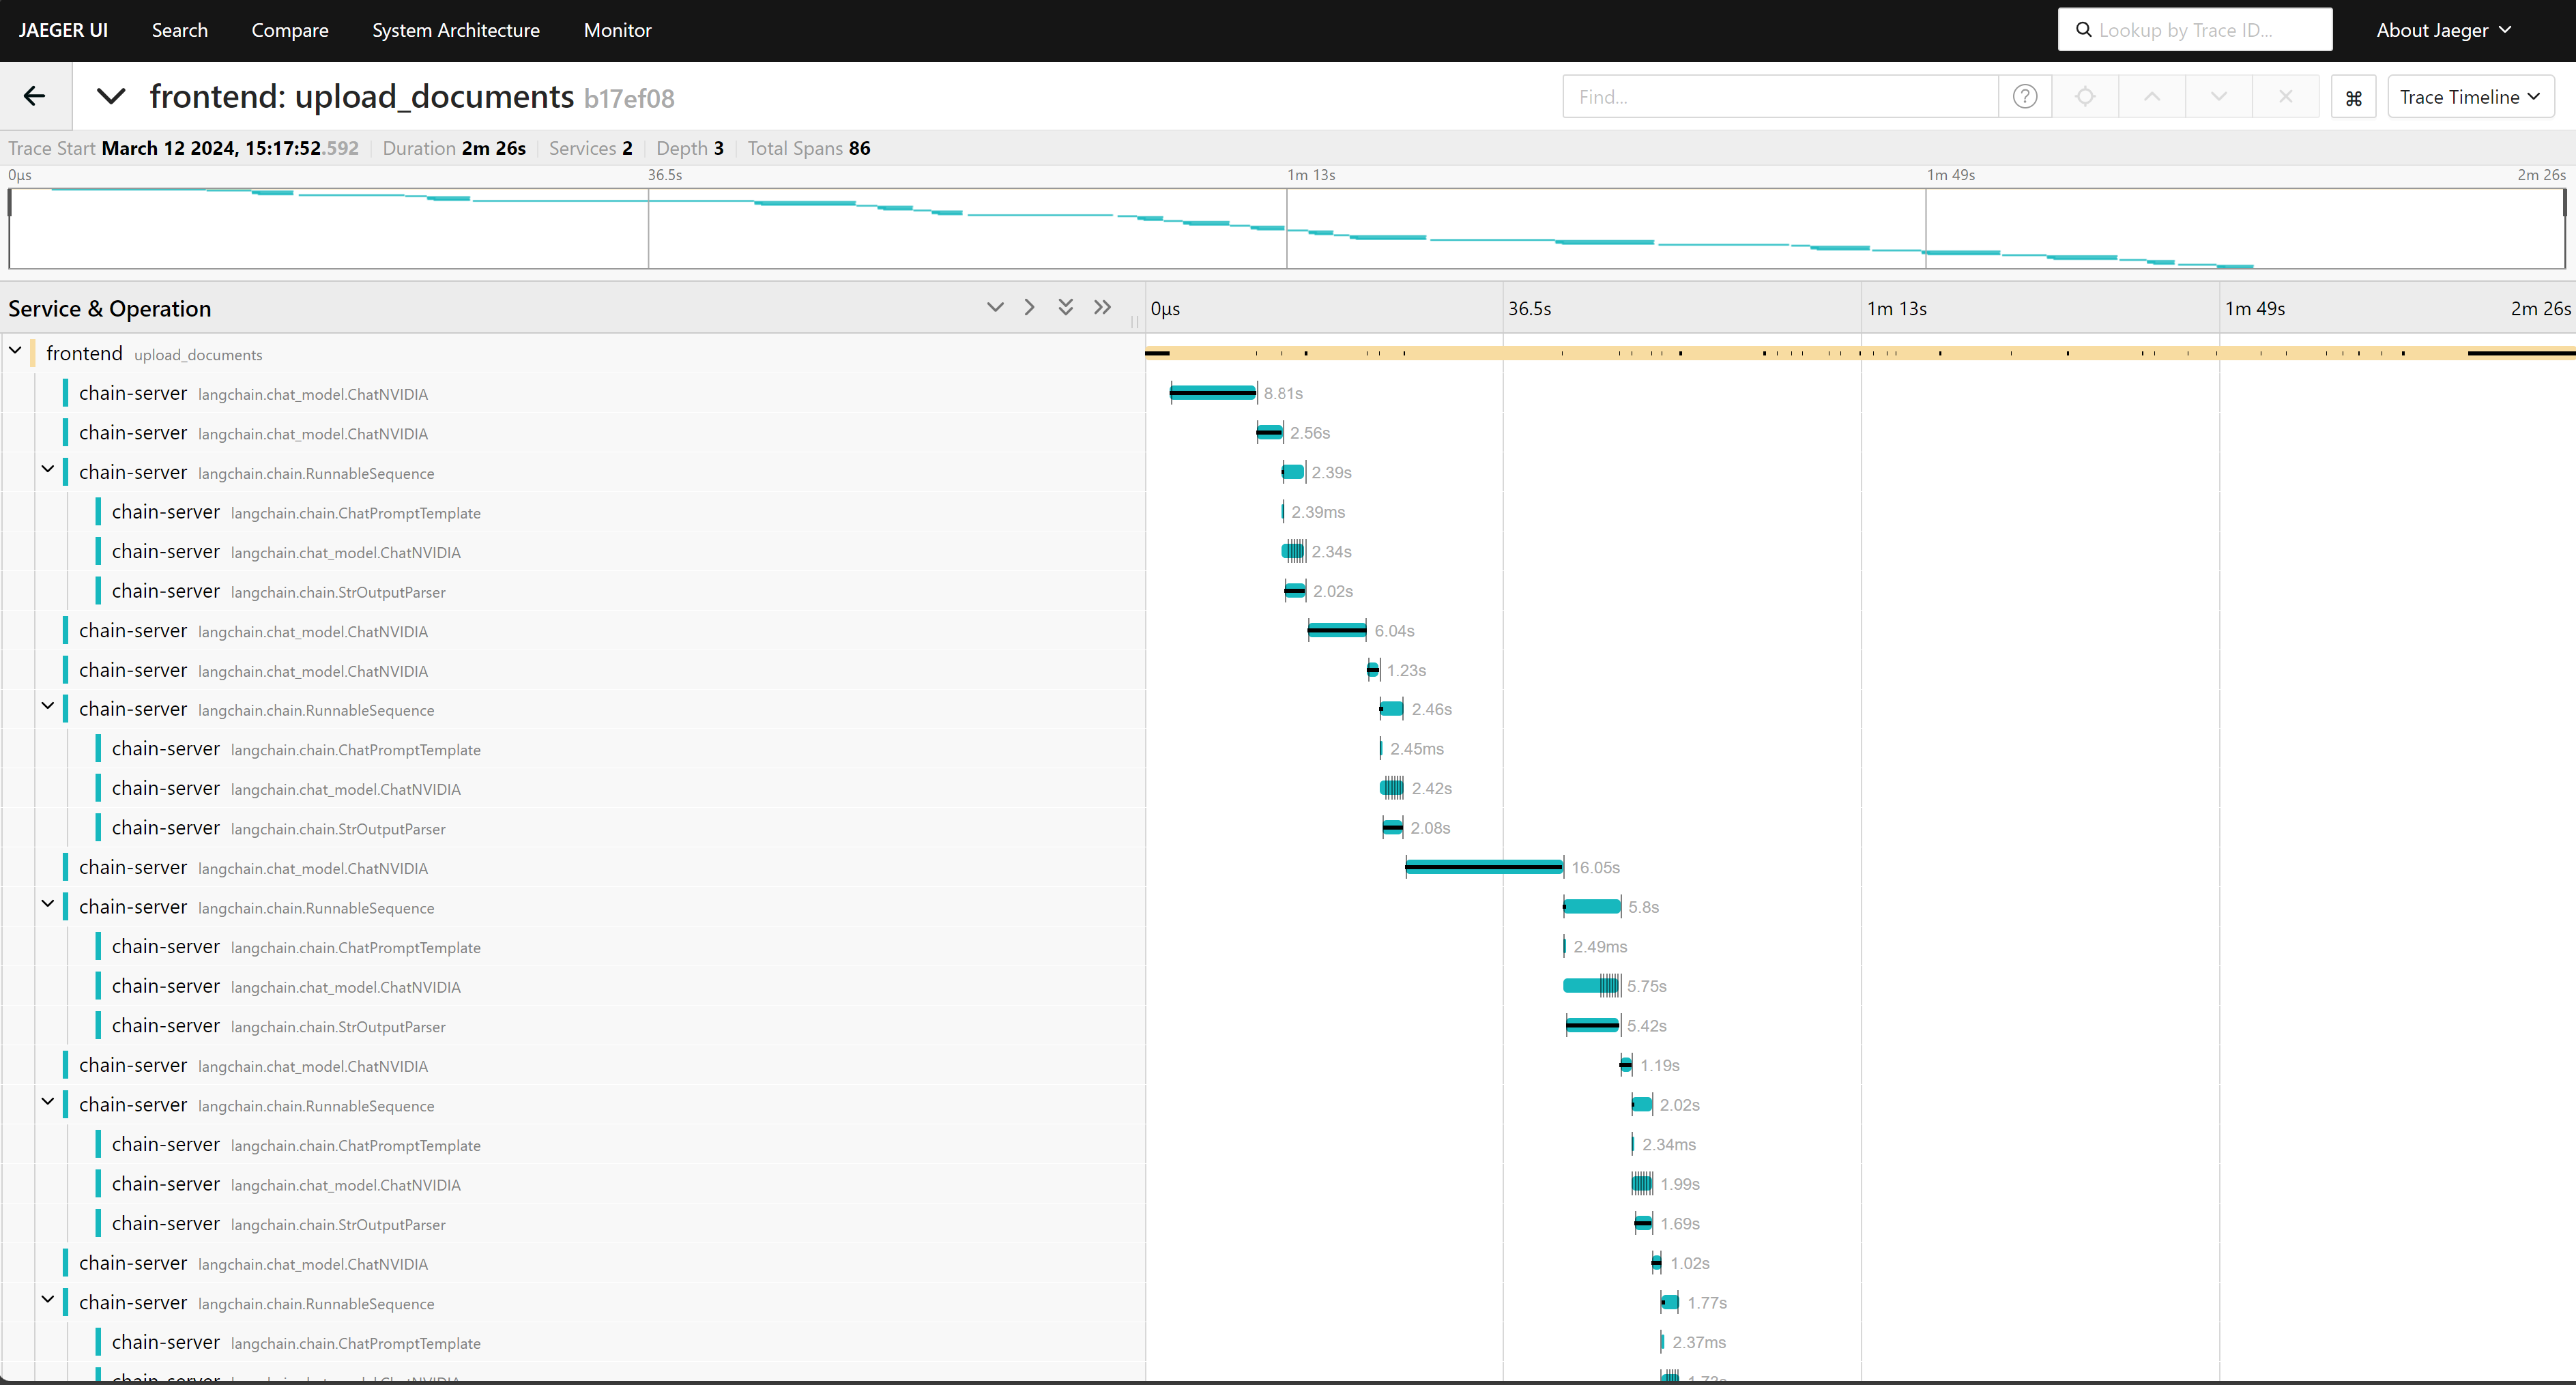 JAEGER UI Search Compare System Architecture Monitor Lookup by Trace ID... About Jaeger
frontend: upload_documents b17ef08 Find... Trace Timeline
Trace Start March 12 2024, 15:17:52.592 Duration 2m 26s Services 2 Depth 3 Total Spans 86
0μs 36.5s 1m 13s 1m 49s 2m 26s
Service & Operation 0μs 36.5s 1m 13s 1m 49s 2m 26s
frontend upload_documents
chain-server langchain.chat_model.ChatNVIDIA 8.81s
chain-server langchain.chat_model.ChatNVIDIA 2.56s
chain-server langchain.chain.RunnableSequence 2.39s
chain-server langchain.chain.ChatPromptTemplate 2.39ms
chain-server langchain.chat_model.ChatNVIDIA 2.34s
chain-server langchain.chain.StrOutputParser 2.02s
chain-server langchain.chat_model.ChatNVIDIA 6.04s
chain-server langchain.chat_model.ChatNVIDIA 1.23s
chain-server langchain.chain.RunnableSequence 2.46s
chain-server langchain.chain.ChatPromptTemplate 2.45ms
chain-server langchain.chat_model.ChatNVIDIA 2.42s
chain-server langchain.chain.StrOutputParser 2.08s
chain-server langchain.chat_model.ChatNVIDIA 16.05s
chain-server langchain.chain.RunnableSequence 5.8s
chain-server langchain.chain.ChatPromptTemplate 2.49ms
chain-server langchain.chat_model.ChatNVIDIA 5.75s
chain-server langchain.chain.StrOutputParser 5.42s
chain-server langchain.chat_model.ChatNVIDIA 1.19s
chain-server langchain.chain.RunnableSequence 2.02s
chain-server langchain.chain.ChatPromptTemplate 2.34ms
chain-server langchain.chat_model.ChatNVIDIA 1.99s
chain-server langchain.chain.StrOutputParser 1.69s
chain-server langchain.chat_model.ChatNVIDIA 1.02s
chain-server langchain.chain.RunnableSequence 1.77s
chain-server langchain.chain.ChatPromptTemplate 2.37ms